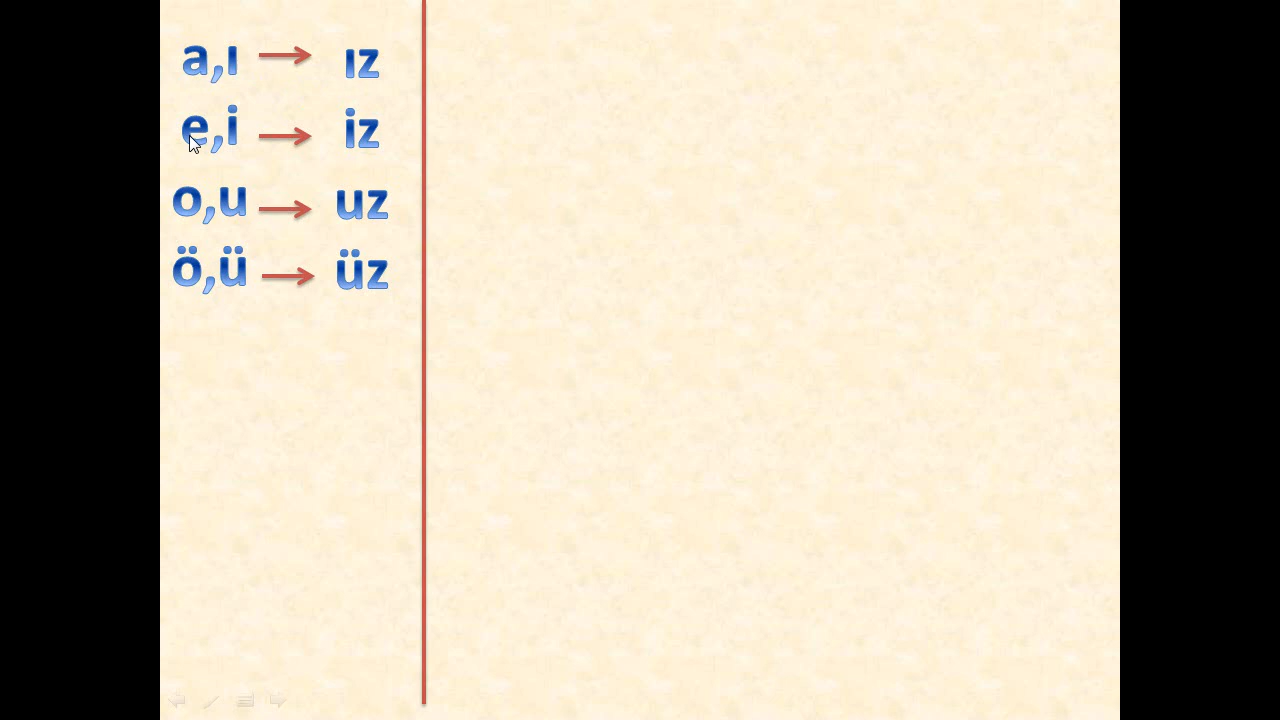 a,ı → ız
e,i → iz
o,u → uz
ö,ü → üz